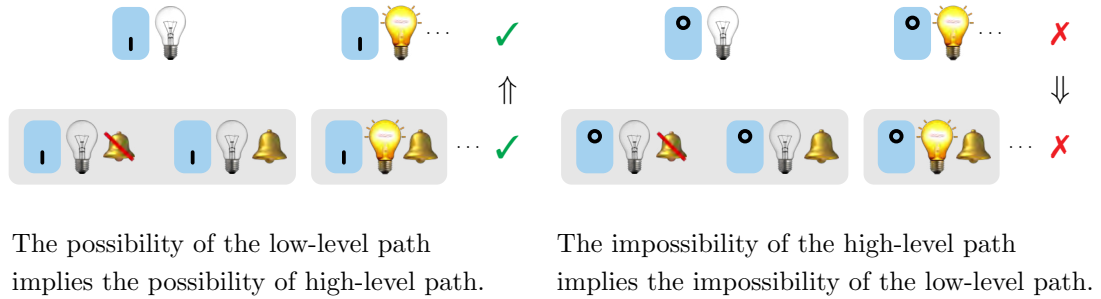 The possibility of the low-level path
implies the possibility of high-level path.
The impossibility of the high-level path
implies the impossibility of the low-level path.